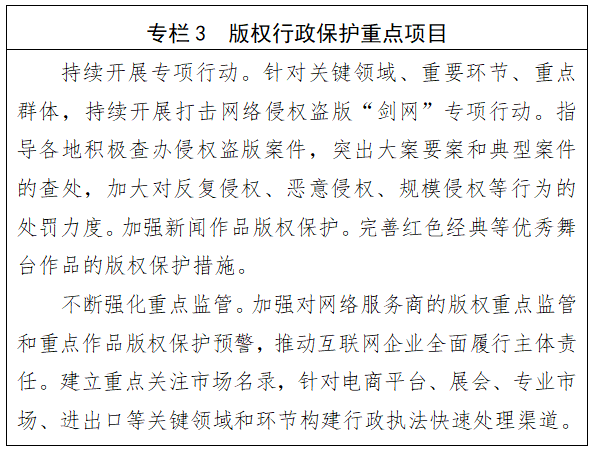 专栏 3 版权行政保护重点项目
持续开展专项行动。针对关键领域、重要环节、重点
群体，持续开展打击网络侵权盗版“剑网”专项行动。指
导各地积极查办侵权盗版案件，突出大案要案和典型案件
的查处，加大对反复侵权、恶意侵权、规模侵权等行为的
处罚力度。加强新闻作品版权保护。完善红色经典等优秀舞
台作品的版权保护措施。
不断强化重点监管。加强对网络服务商的版权重点监管
和重点作品版权保护预警，推动互联网企业全面履行主体责
任。建立重点关注市场名录，针对电商平台、展会、专业市
场、进出口等关键领域和环节构建行政执法快速处理渠道。